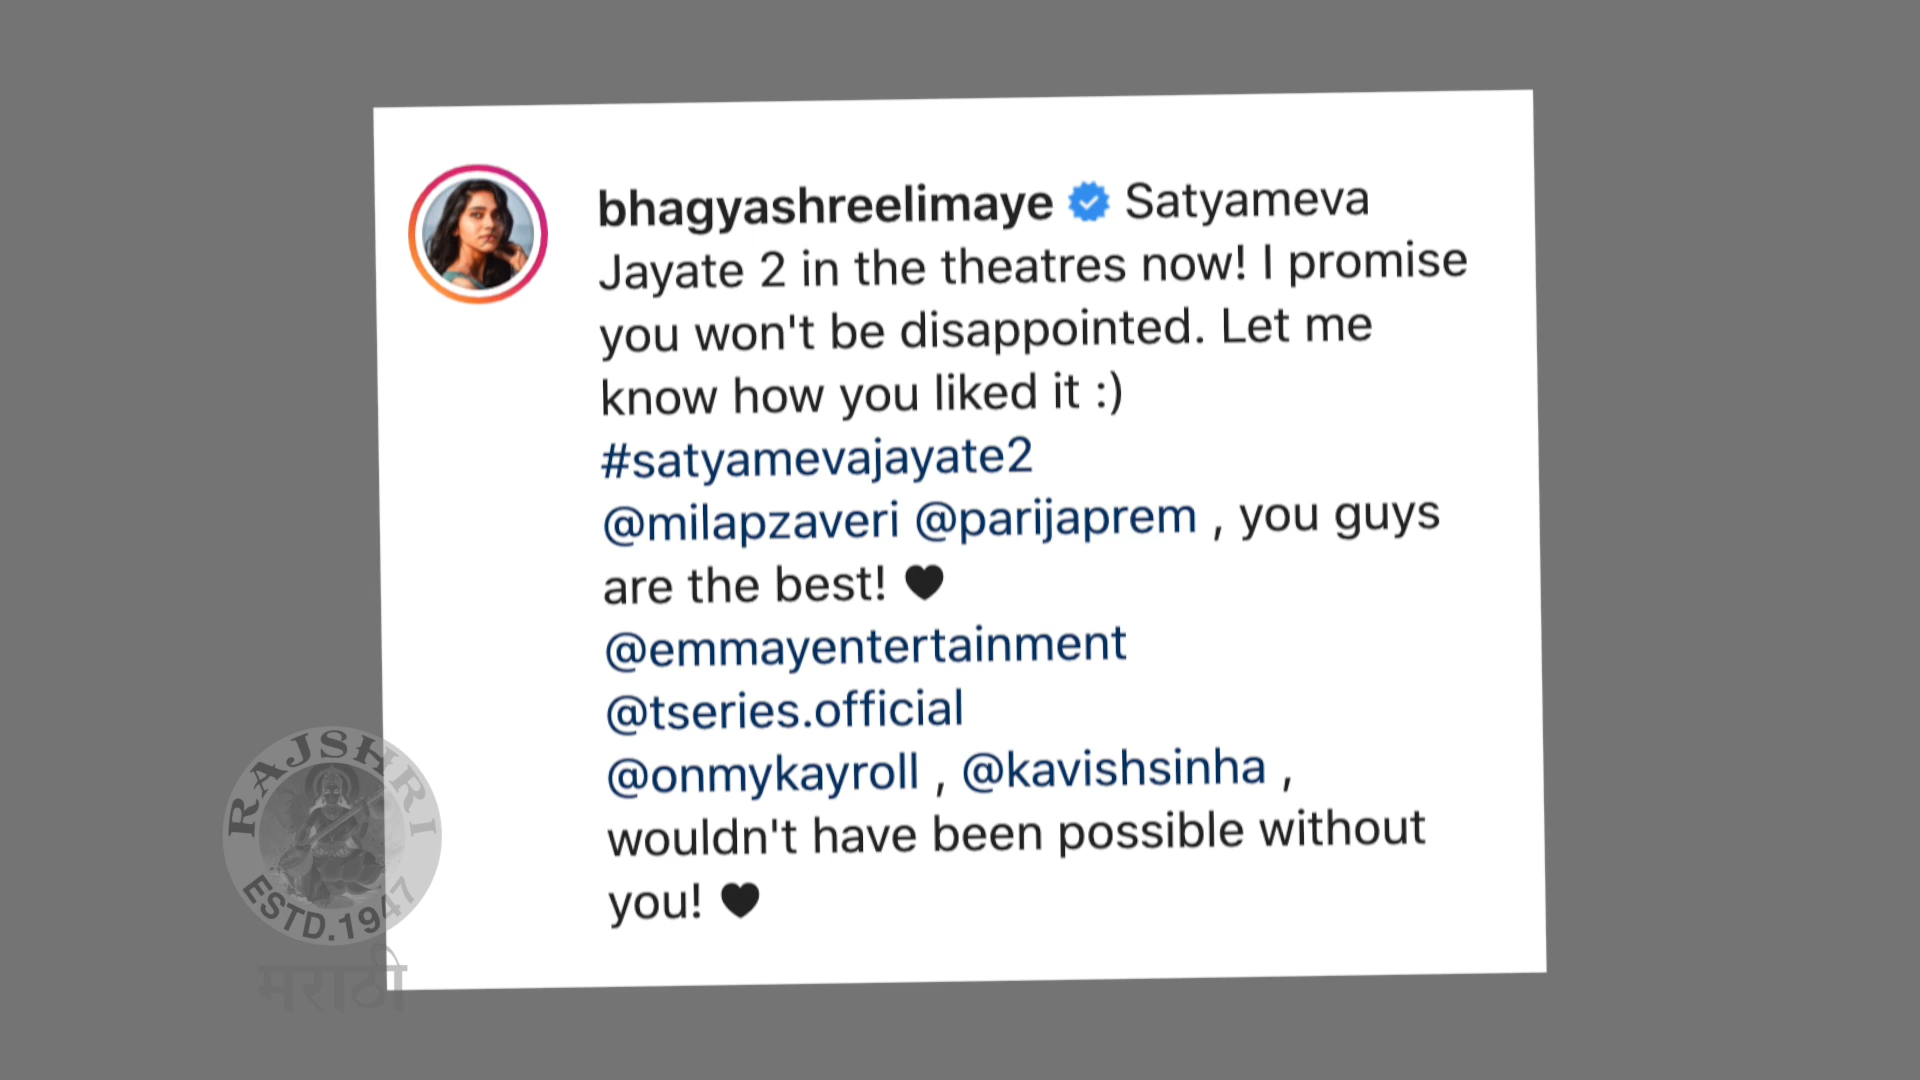 bhagyashreelimaye Satyameva
Jayate 2 in the theatres now! I promise
you won't be disappointed. Let me
know how you liked it :)
#satyamevajayate2
@milapzaveri @parijaprem , you guys
are the best! 🖤
@emmayentertainment
@tseries.official
@onmykayroll , @kavishsinha ,
wouldn't have been possible without
you! 🖤
RAJSHRI
ESTD.1947
मराठी